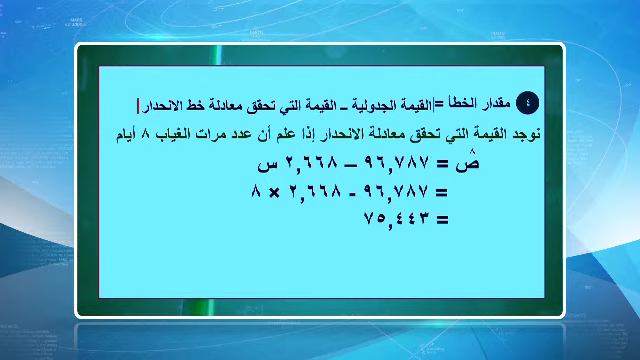 ٤ مقدار الخطأ = |القيمة الجدولية – القيمة التي تحقق معادلة خط الانحدار|
نوجد القيمة التي تحقق معادلة الانحدار إذا علم أن عدد مرات الغياب ٨ أيام
ص̂ = ٩٦,٧٨٧ – ٢,٦٦٨ س
= ٩٦,٧٨٧ - ٢,٦٦٨ × ٨
= ٧٥,٤٤٣